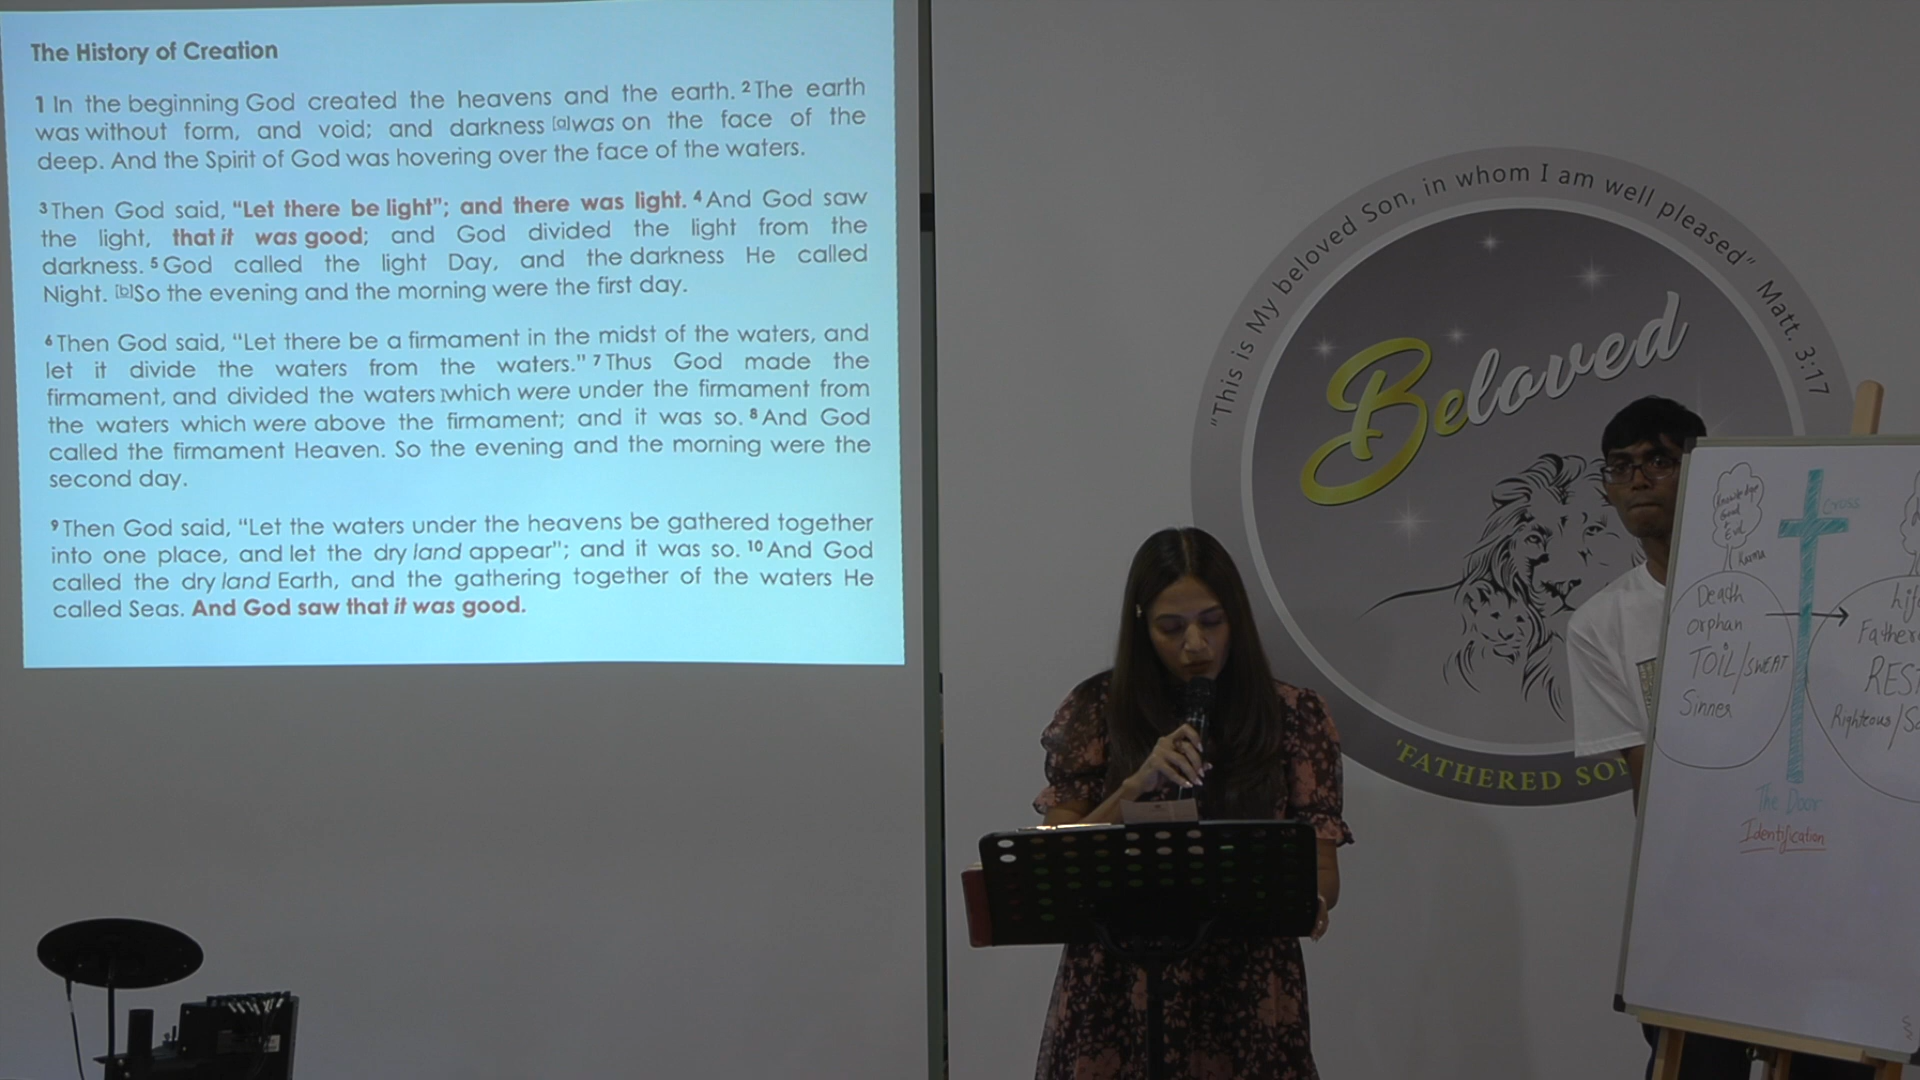 The History of Creation
1 In the beginning God created the heavens and the earth. 2 The earth
was without form, and void; and darkness [a]was on the face of the
deep. And the Spirit of God was hovering over the face of the waters.
3 Then God said, “Let there be light”; and there was light. 4 And God saw
the light, that it was good; and God divided the light from the
darkness. 5 God called the light Day, and the darkness He called
Night. [b]So the evening and the morning were the first day.
6 Then God said, “Let there be a firmament in the midst of the waters, and
let it divide the waters from the waters.” 7 Thus God made the
firmament, and divided the waters which were under the firmament from
the waters which were above the firmament; and it was so. 8 And God
called the firmament Heaven. So the evening and the morning were the
second day.
9 Then God said, “Let the waters under the heavens be gathered together
into one place, and let the dry land appear”; and it was so. 10 And God
called the dry land Earth, and the gathering together of the waters He
called Seas. And God saw that it was good.
"This is My beloved Son, in whom I am well pleased" Matt. 3:17
Beloved
'FATHERED SON
Knowledge
Good
+
Evil
Karma
Cross
Death
Orphan
TOIL/SWEAT
Sinner
Life
Fathere
REST
Righteous/S
The Door
Identification